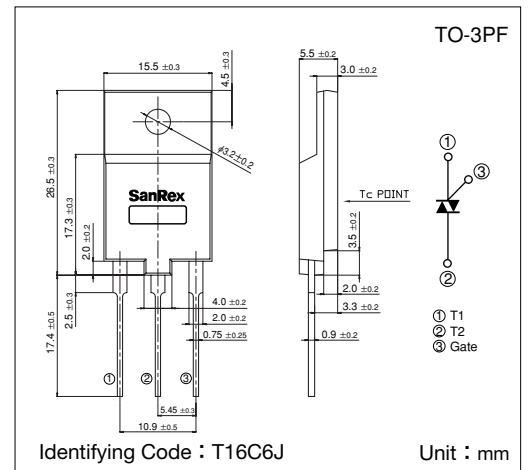 TO-3PF
15.5 ±0.3
4.5 ±0.3
5.5 ±0.2
3.0 ±0.2
φ3.2±0.2
26.5 ±0.3
17.3 ±0.3
2.0 ±0.2
SanRex
Tc POINT
3.5 ±0.2
①
③
②
17.4 ±0.5
2.5 ±0.3
4.0 ±0.2
2.0 ±0.2
0.75 ±0.25
2.0 ±0.2
3.3 ±0.2
0.9 ±0.2
① T1
② T2
③ Gate
① ② ③
5.45 ±0.3
10.9 ±0.5
Identifying Code：T16C6J
Unit：mm